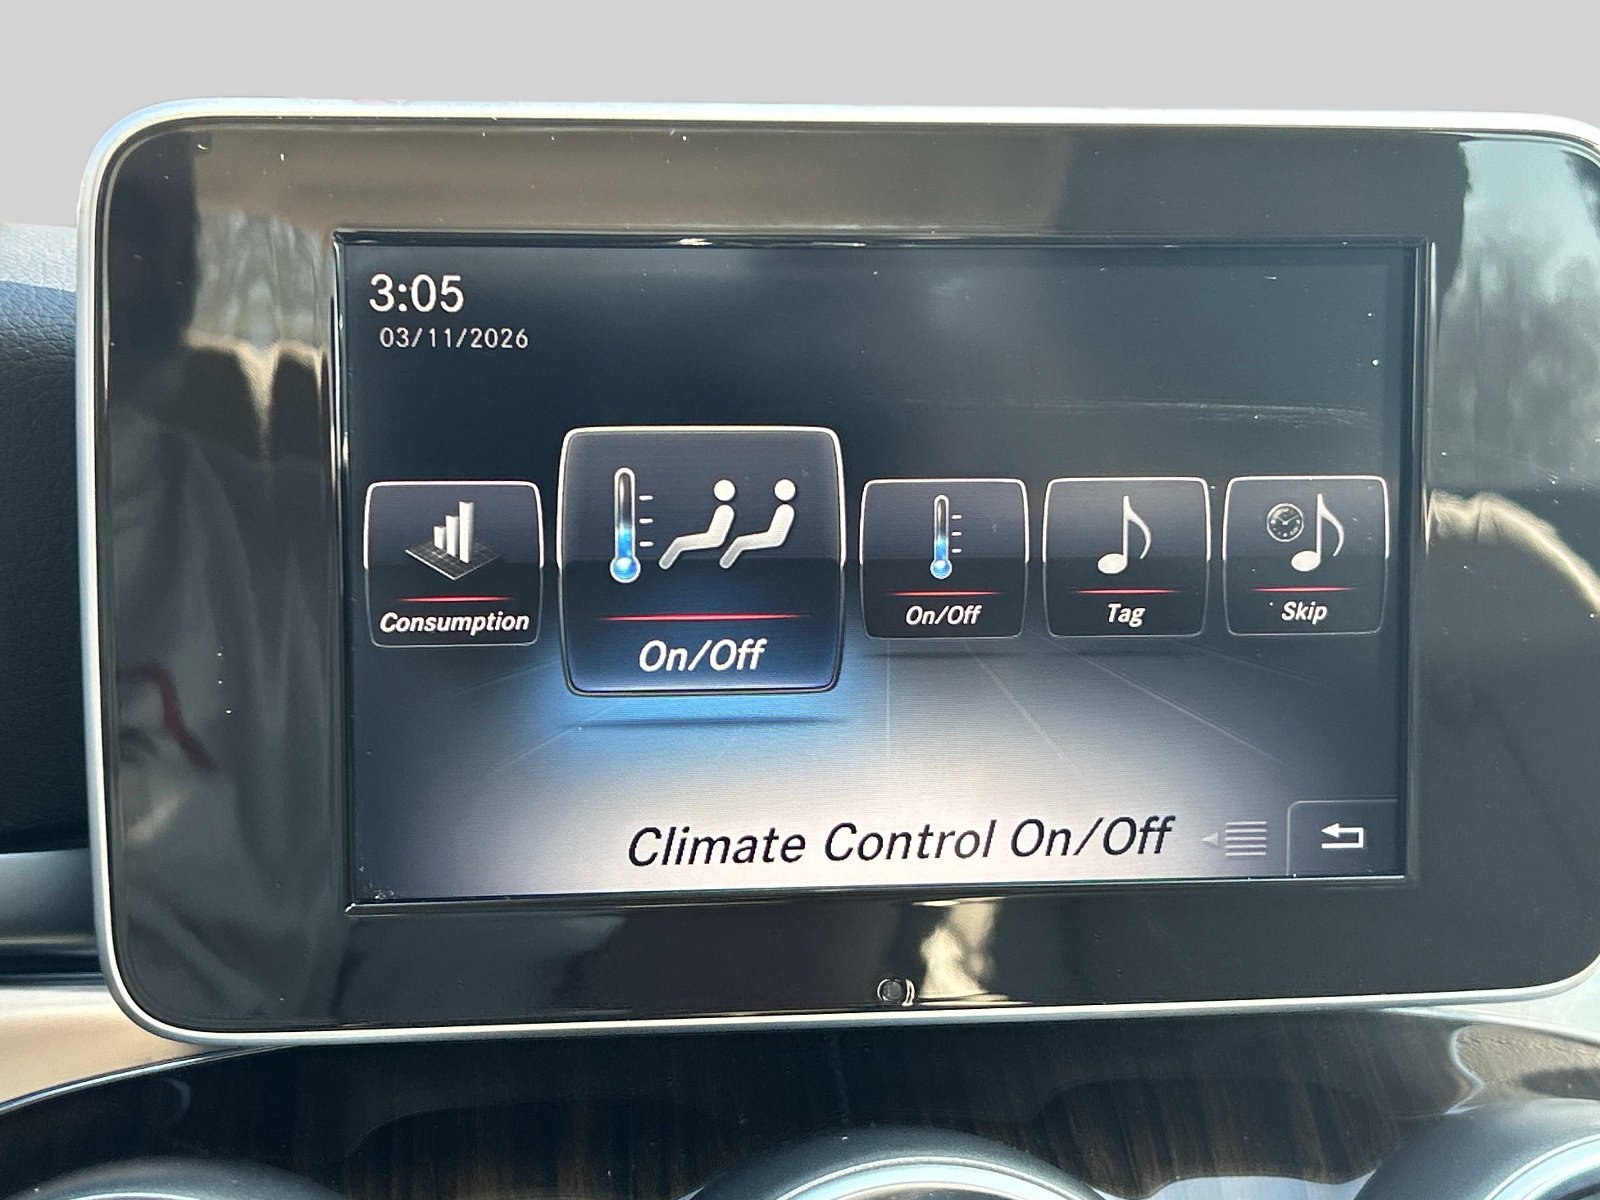 3:05
03/11/2026
Consumption
On/Off
On/Off
Tag
Skip
Climate Control On/Off